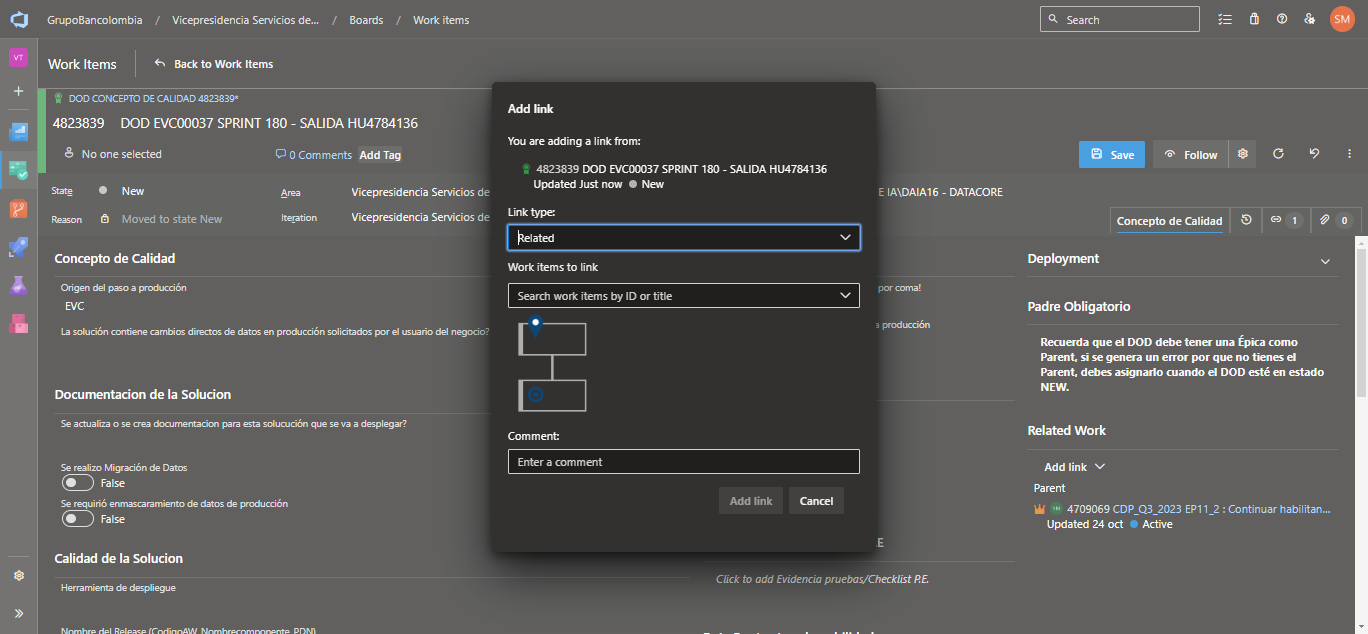 GrupoBancolombia / Vicepresidencia Servicios de... / Boards / Work items
Search
SM
VT
Work Items
Back to Work Items
DOD CONCEPTO DE CALIDAD 4823839*
4823839 DOD EVC00037 SPRINT 180 - SALIDA HU4784136
No one selected
0 Comments
Add Tag
Save
Follow
State
New
Area
Vicepresidencia Servicios de
E IA\DAIA16 - DATACORE
Reason
Moved to state New
Iteration
Vicepresidencia Servicios de
Concepto de Calidad
1
0
Concepto de Calidad
Origen del paso a producción
EVC
por coma!
La solución contiene cambios directos de datos en producción solicitados por el usuario del negocio?
a producción
Documentacion de la Solucion
Se actualiza o se crea documentacion para esta solucución que se va a desplegar?
Se realizo Migración de Datos
False
Se requirió enmascaramiento de datos de producción
False
Calidad de la Solucion
Herramienta de despliegue
Nombre del Release (CodigoAW_Nombrecomponente_PDN)
Add link
You are adding a link from:
4823839 DOD EVC00037 SPRINT 180 - SALIDA HU4784136
Updated Just now New
Link type:
Related
Work items to link
Search work items by ID or title
Comment:
Enter a comment
Add link
Cancel
Click to add Evidencia pruebas/Checklist P.E.
Deployment
Padre Obligatorio
Recuerda que el DOD debe tener una Épica como
Parent, si se genera un error por que no tienes el
Parent, debes asignarlo cuando el DOD esté en estado
NEW.
Related Work
Add link
Parent
4709069 CDP_Q3_2023 EP11_2 : Continuar habilitan...
Updated 24 oct Active